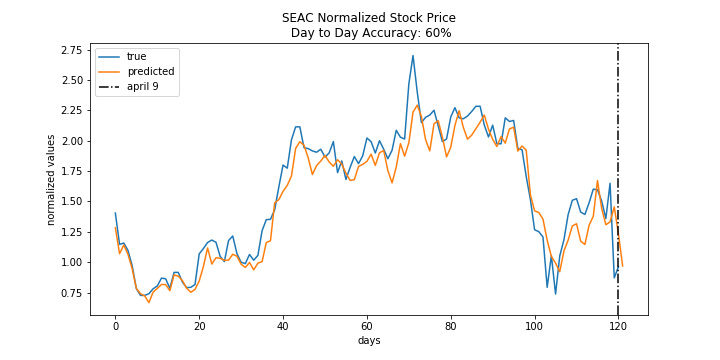 SEAC Normalized Stock Price
Day to Day Accuracy: 60%
true
predicted
april 9
normalized values
2.75
2.50
2.25
2.00
1.75
1.50
1.25
1.00
0.75
0
20
40
60
80
100
120
days